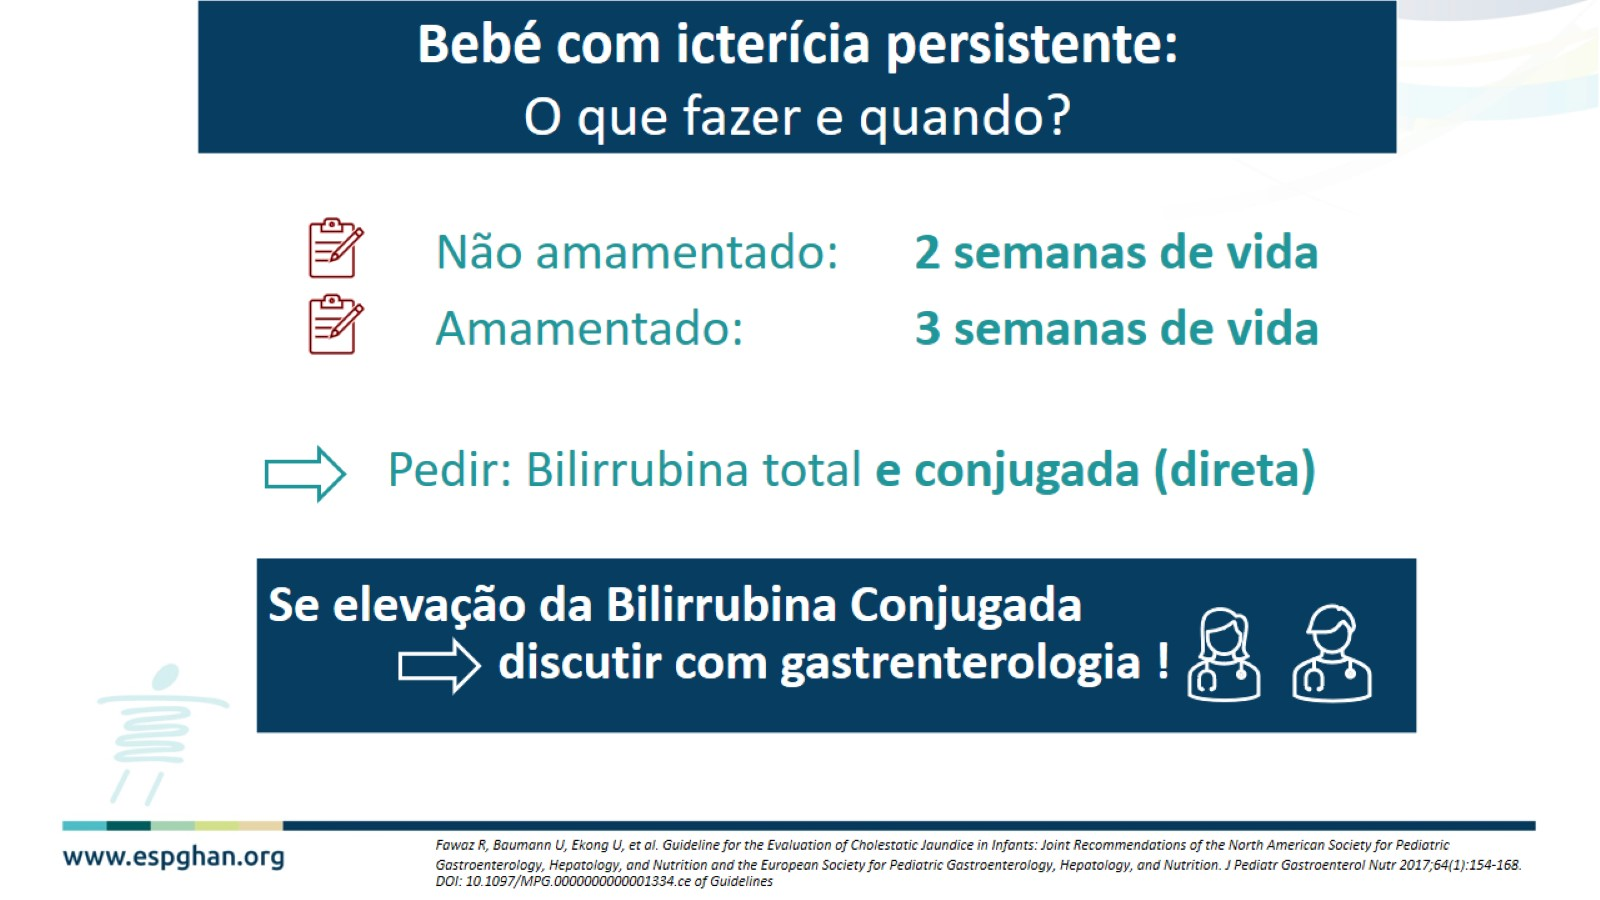 Bebé com icterícia persistente:
O que fazer e quando?
Não amamentado: 2 semanas de vida
Amamentado: 3 semanas de vida
Pedir: Bilirrubina total e conjugada (direta)
Se elevação da Bilirrubina Conjugada
discutir com gastrenterologia !
www.espghan.org
Fawaz R, Baumann U, Ekong U, et al. Guideline for the Evaluation of Cholestatic Jaundice in Infants: Joint Recommendations of the North American Society for Pediatric
Gastroenterology, Hepatology, and Nutrition and the European Society for Pediatric Gastroenterology, Hepatology, and Nutrition. J Pediatr Gastroenterol Nutr 2017;64(1):154-168.
DOI: 10.1097/MPG.0000000000001334.ce of Guidelines